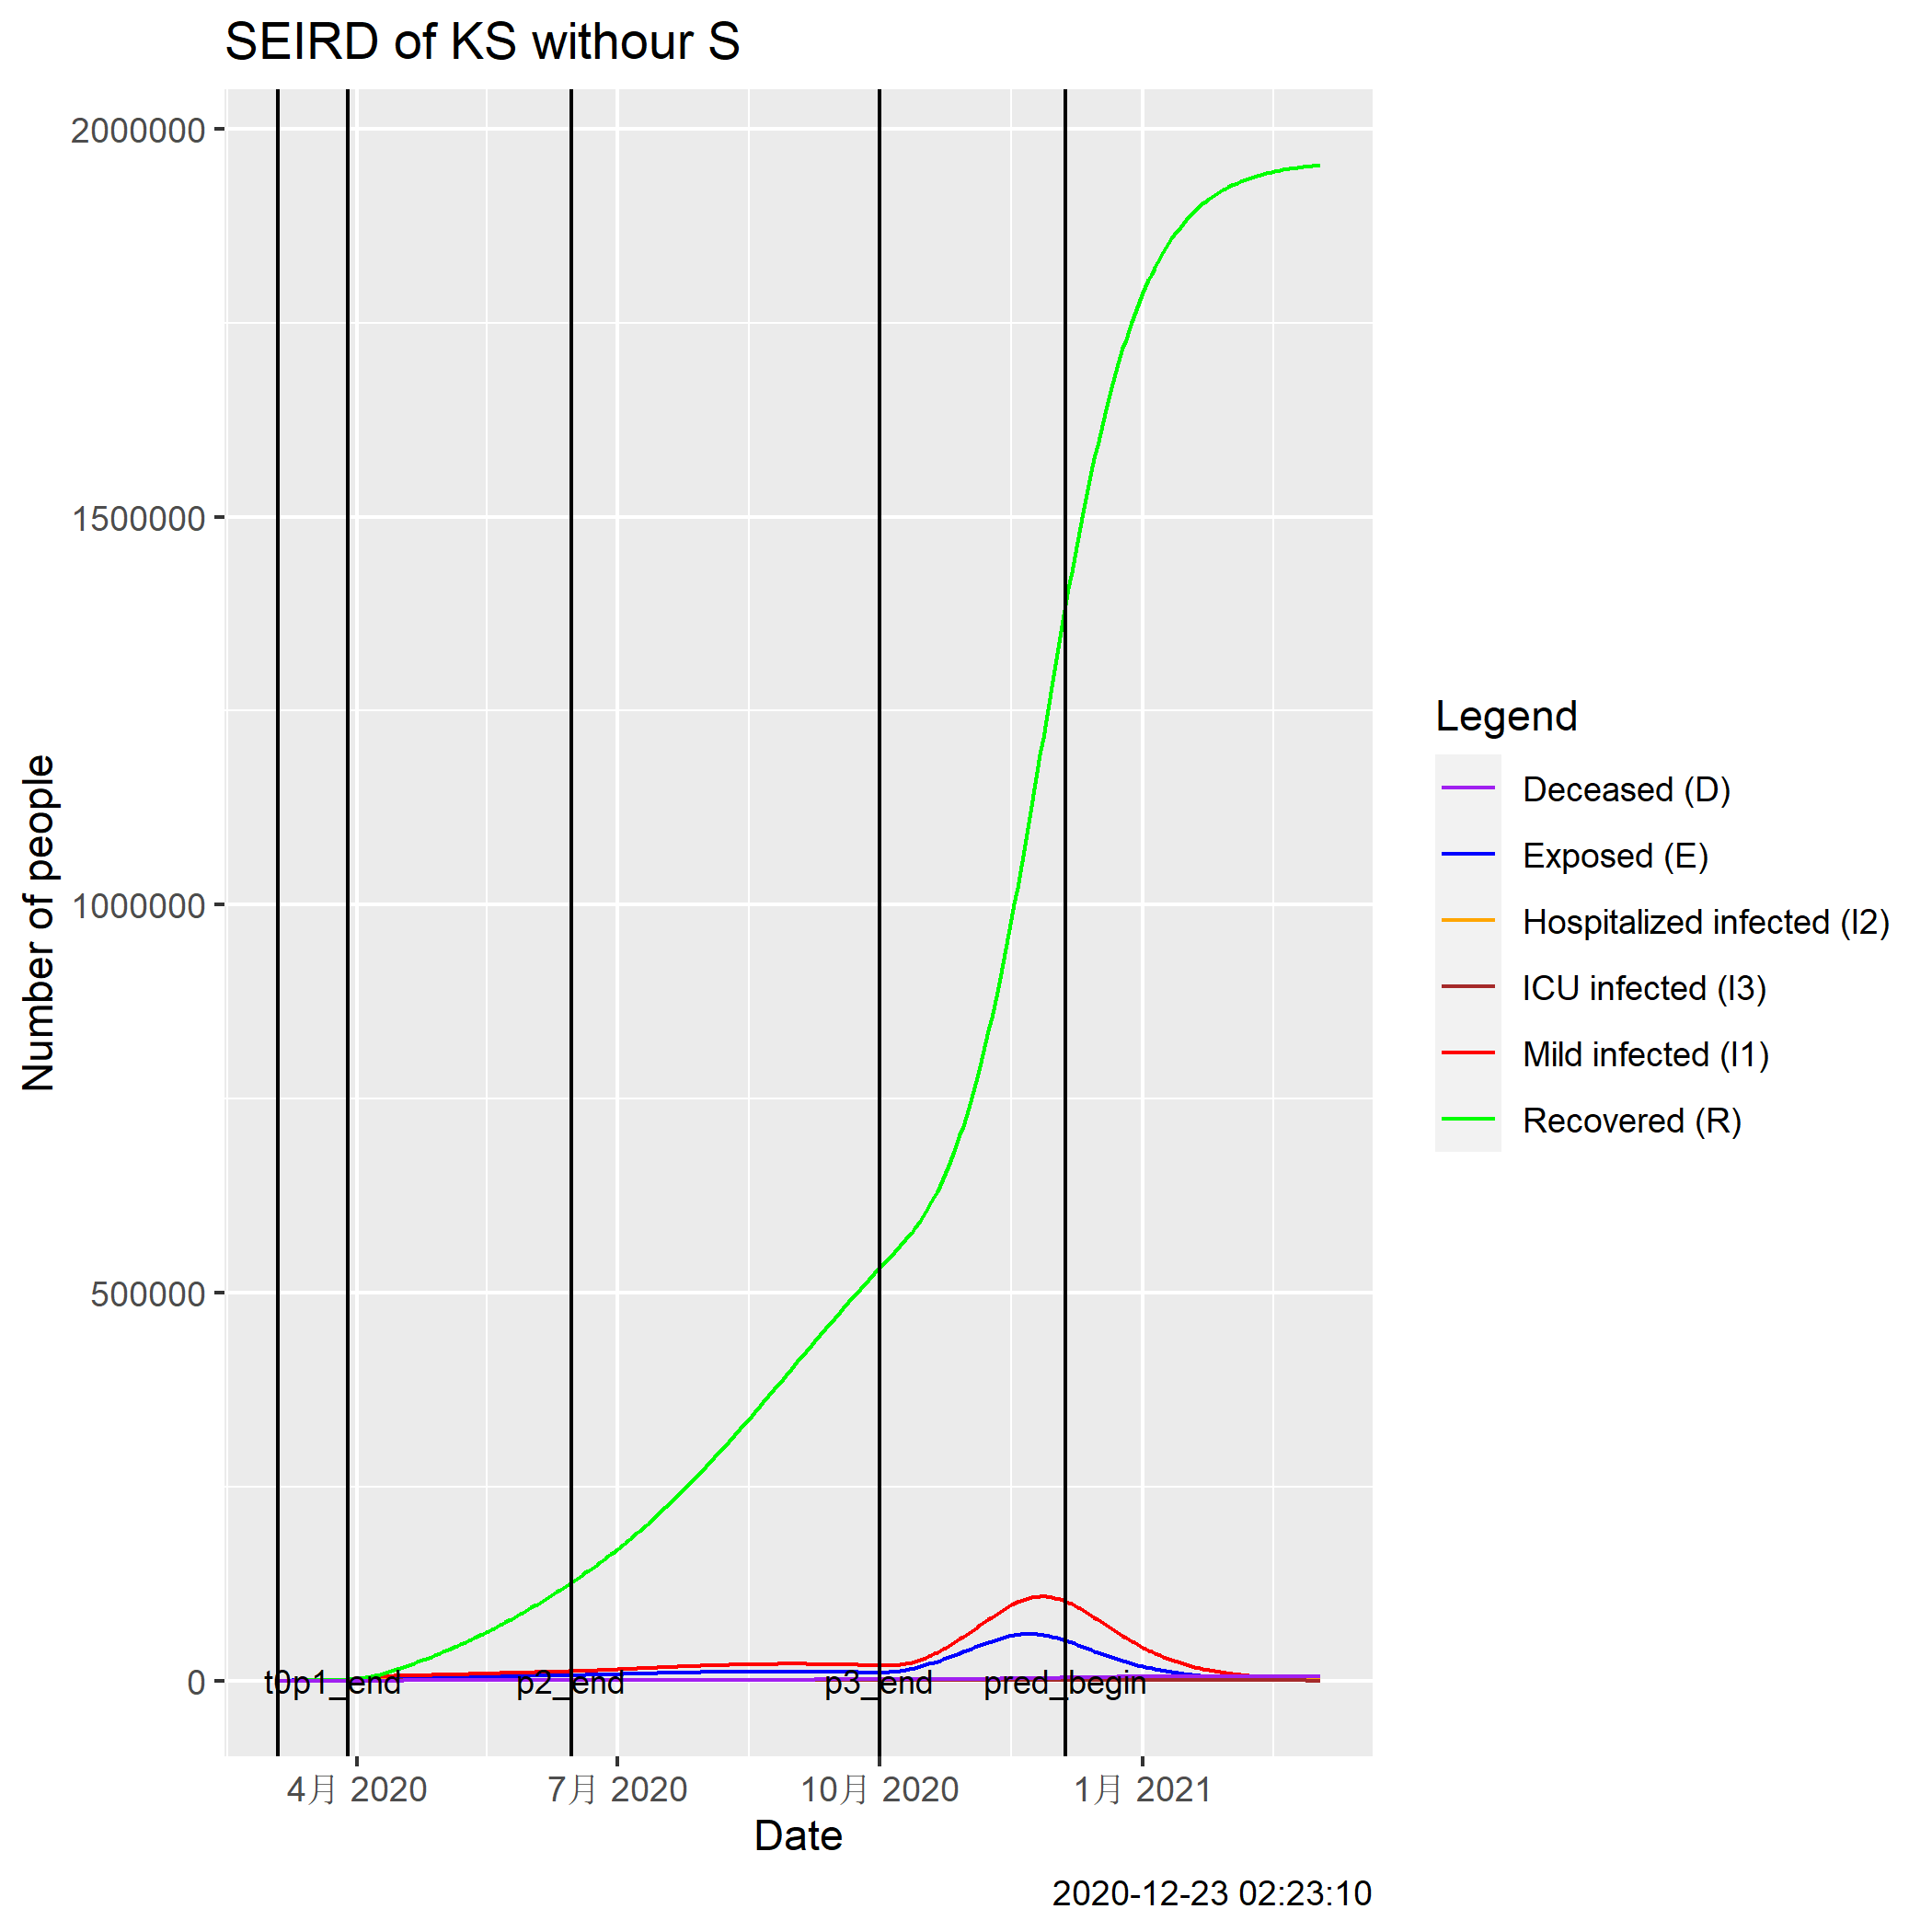 SEIRD of KS withour S
2000000
1500000
1000000
500000
0
Number of people
t0p1_end
p2_end
p3_end
pred_begin
4月 2020
7月 2020
10月 2020
1月 2021
Date
Legend
Deceased (D)
Exposed (E)
Hospitalized infected (I2)
ICU infected (I3)
Mild infected (I1)
Recovered (R)
2020-12-23 02:23:10